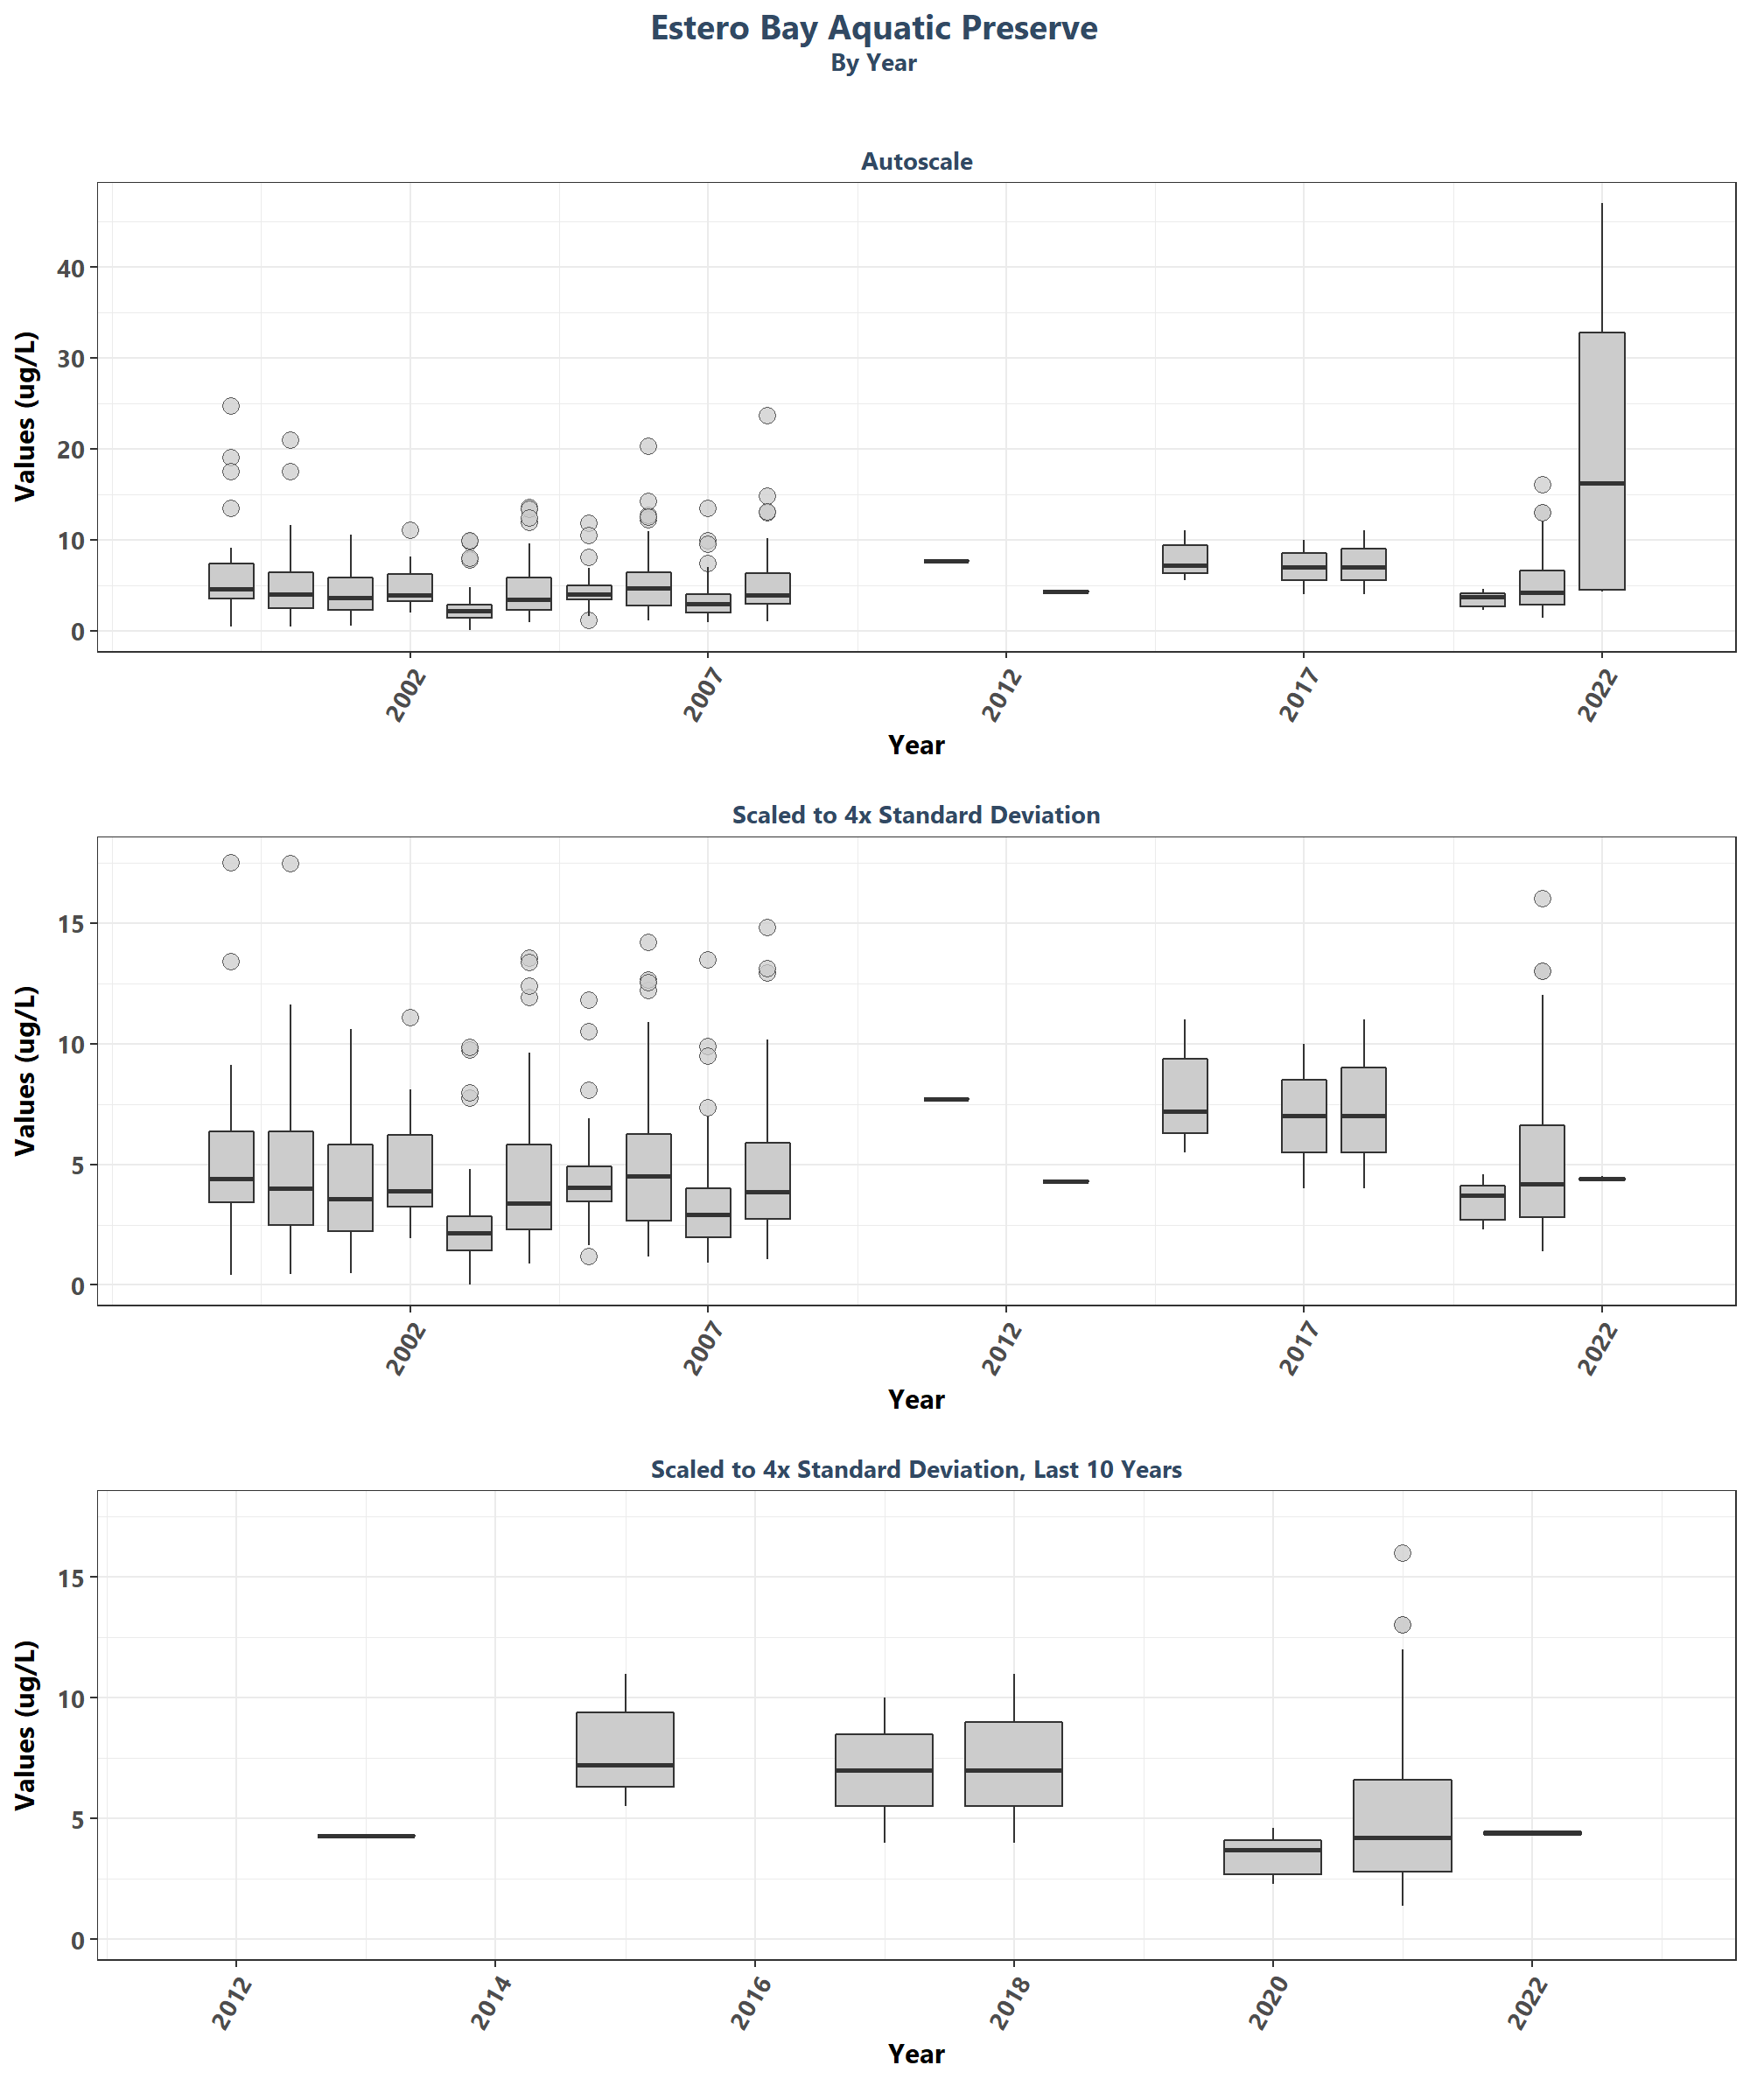 Estero Bay Aquatic Preserve
By Year
Autoscale
Values (ug/L)
40
30
20
10
0
2002 2007 2012 2017 2022
Year
Scaled to 4x Standard Deviation
Values (ug/L)
15
10
5
0
2002 2007 2012 2017 2022
Year
Scaled to 4x Standard Deviation, Last 10 Years
Values (ug/L)
15
10
5
0
2012 2014 2016 2018 2020 2022
Year